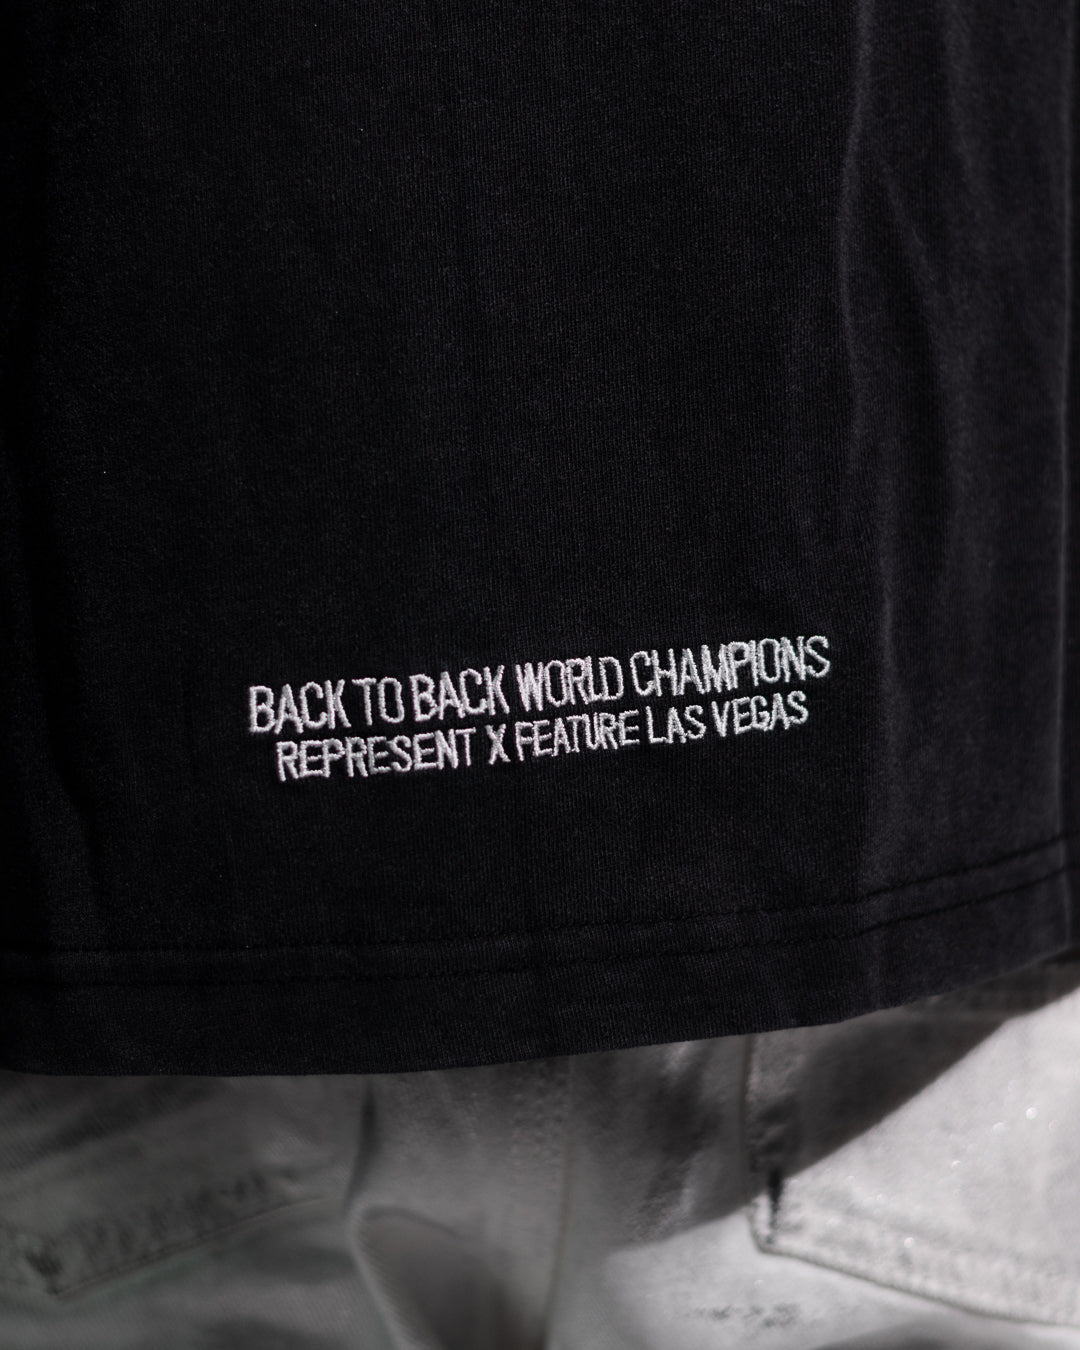 BACK TO BACK WORLD CHAMPIONS
REPRESENT X FEATURE LAS VEGAS